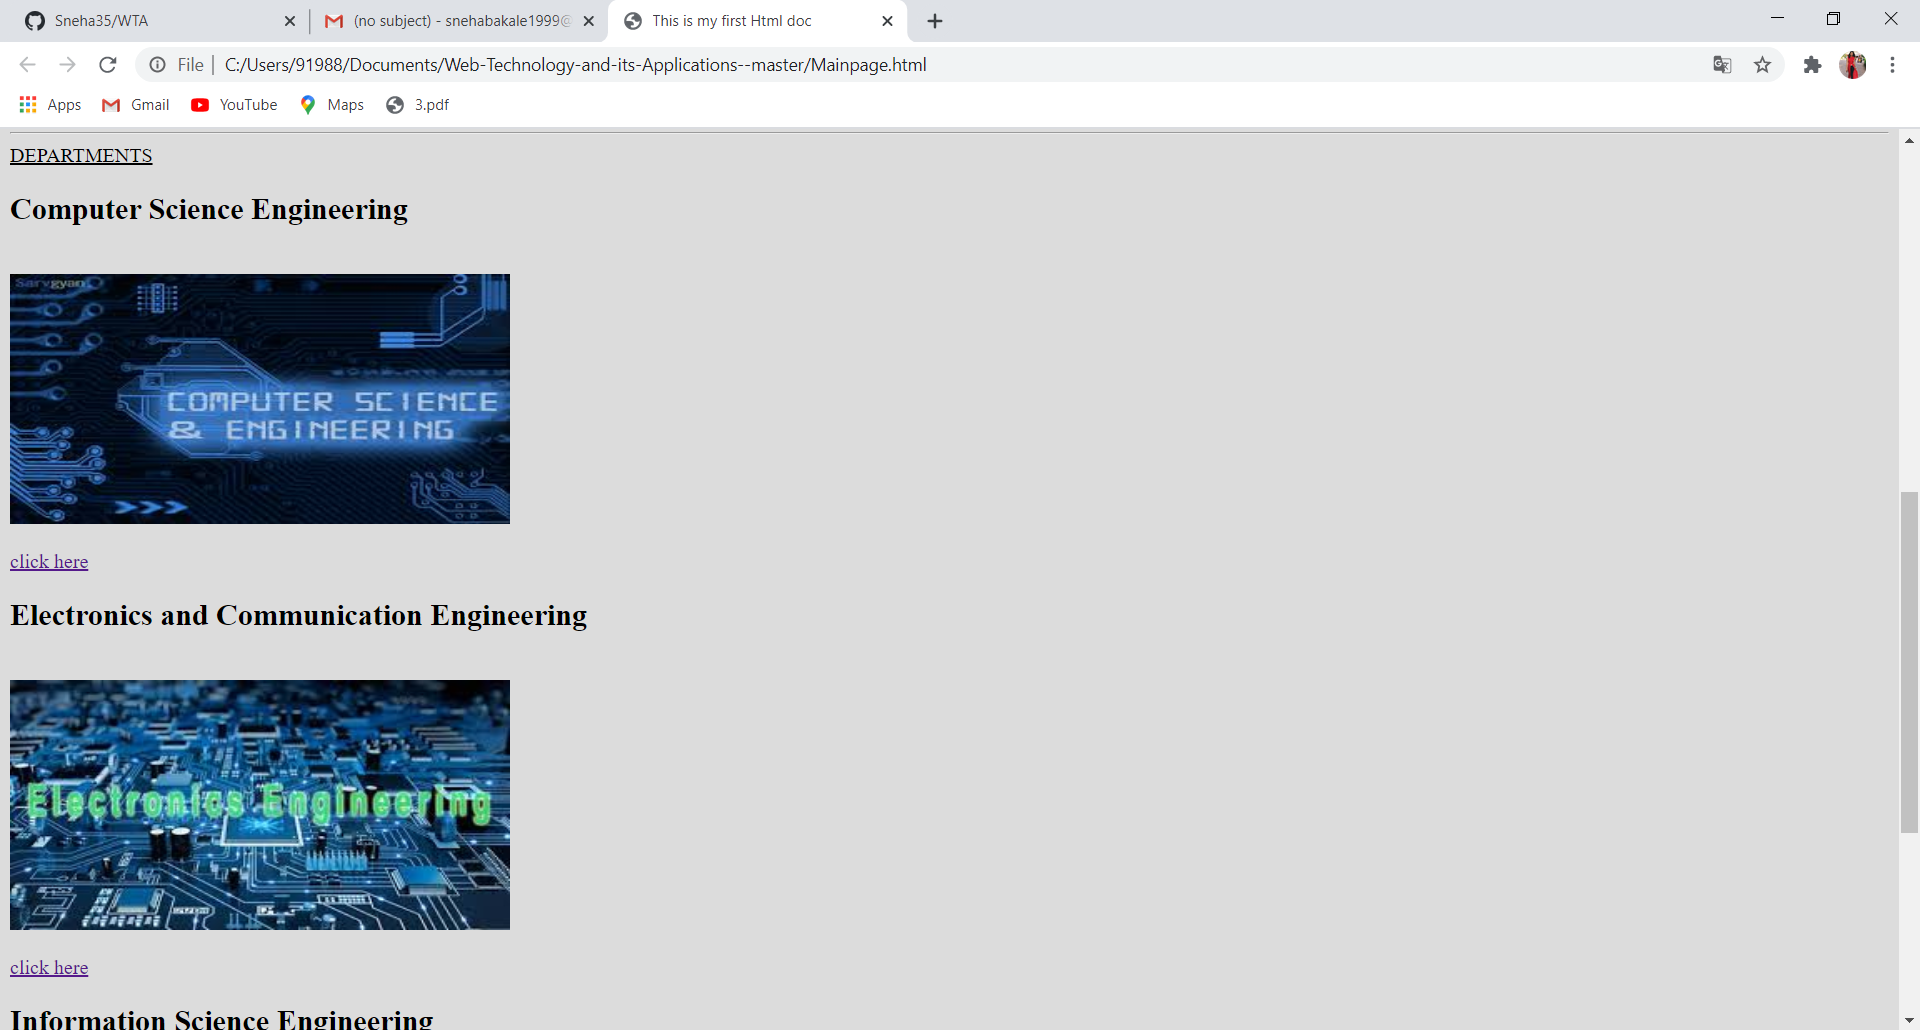 Sneha35/WTA
(no subject) - snehabakale1999@
This is my first Html doc
File
C:/Users/91988/Documents/Web-Technology-and-its-Applications--master/Mainpage.html
Apps
Gmail
YouTube
Maps
3.pdf
DEPARTMENTS
Computer Science Engineering
Sarvgyan
COMPUTER SCIENCE
& ENGINEERING
click here
Electronics and Communication Engineering
Electronics Engineering
click here
Information Science Engineering